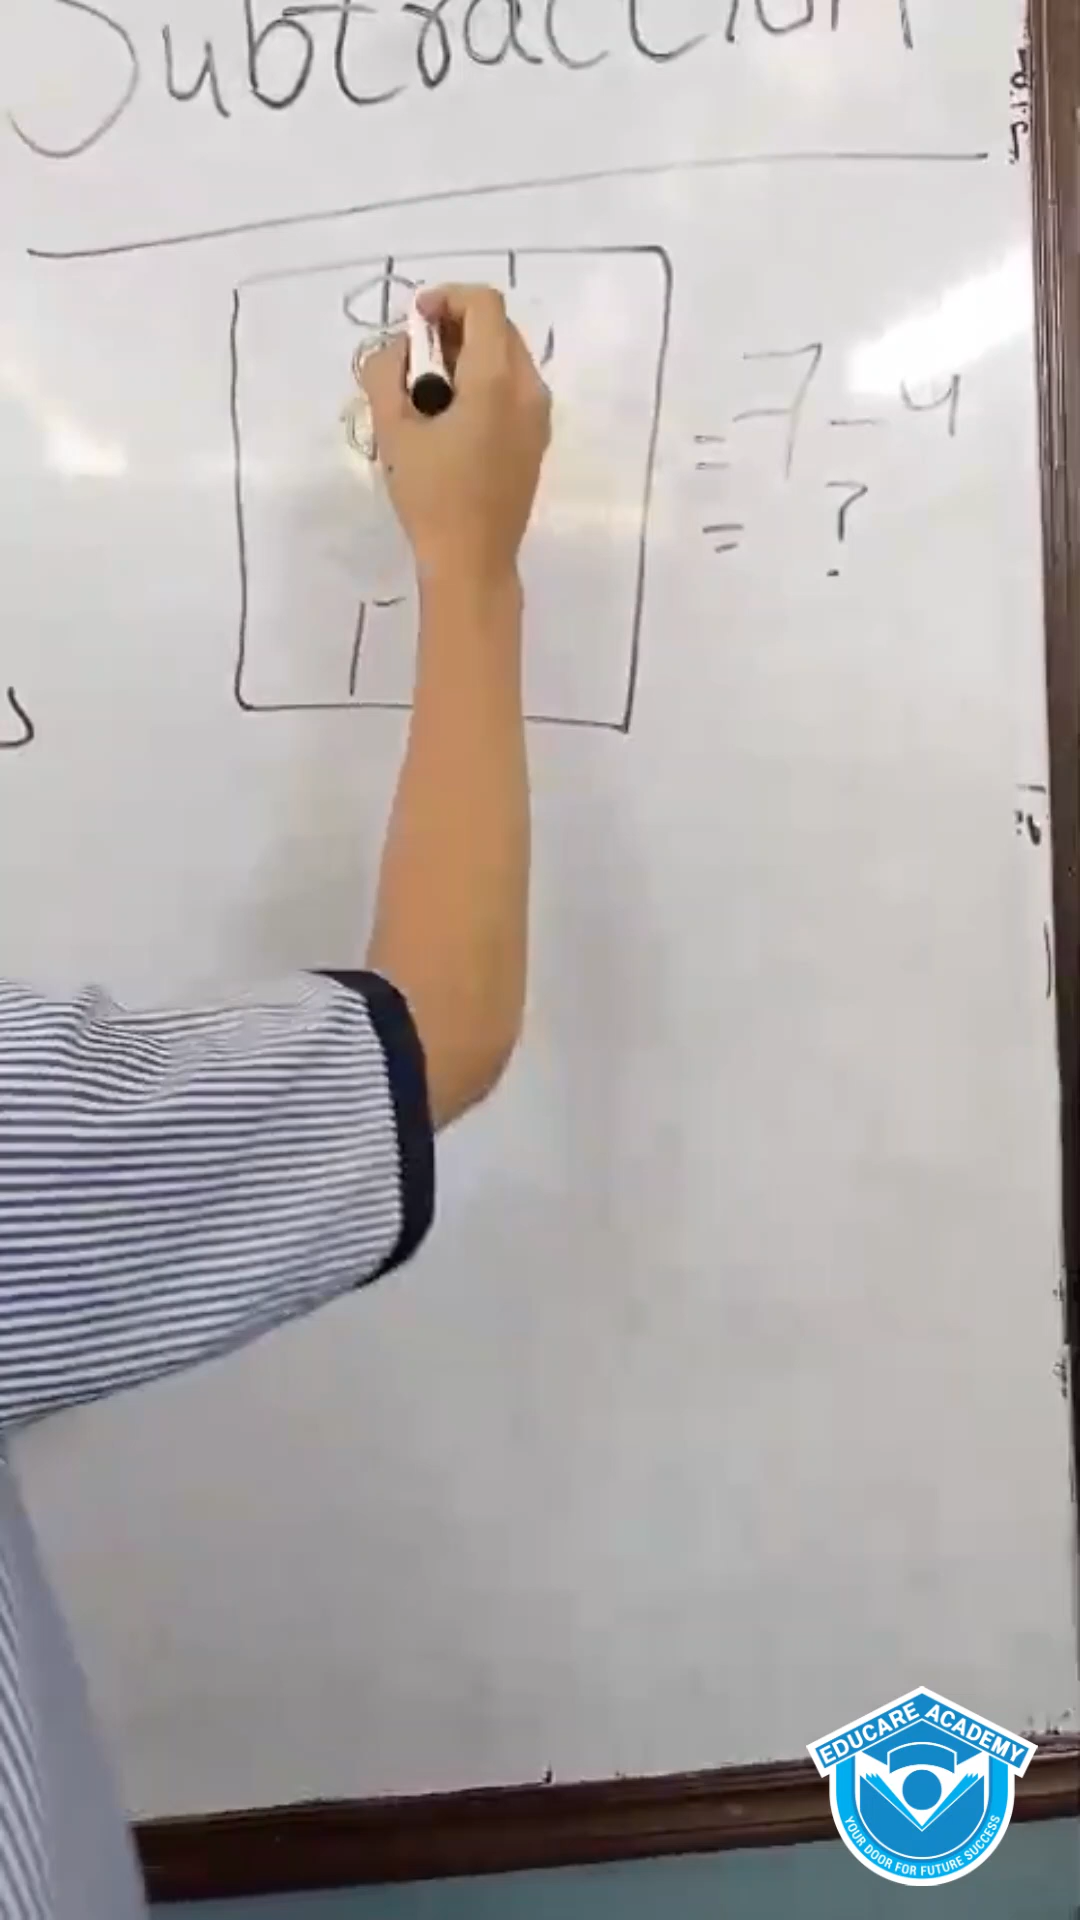 Subtraction
= 7 - 4
= ?
s
EDUCARE ACADEMY
YOUR DOOR FOR FUTURE SUCCESS